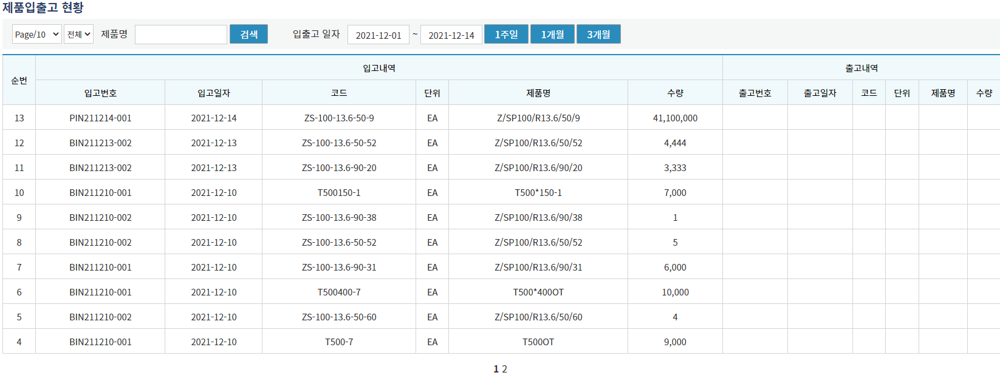 제품입출고 현황
Page/10 전체 제품명 검색 입출고 일자 2021-12-01 ~ 2021-12-14 1주일 1개월 3개월
순번 입고내역 출고내역
입고번호 입고일자 코드 단위 제품명 수량 출고번호 출고일자 코드 단위 제품명 수량
13 PIN211214-001 2021-12-14 ZS-100-13.6-50-9 EA Z/SP100/R13.6/50/9 41,100,000
12 BIN211213-002 2021-12-13 ZS-100-13.6-50-52 EA Z/SP100/R13.6/50/52 4,444
11 BIN211213-002 2021-12-13 ZS-100-13.6-90-20 EA Z/SP100/R13.6/90/20 3,333
10 BIN211210-001 2021-12-10 T500150-1 EA T500*150-1 7,000
9 BIN211210-002 2021-12-10 ZS-100-13.6-90-38 EA Z/SP100/R13.6/90/38 1
8 BIN211210-002 2021-12-10 ZS-100-13.6-50-52 EA Z/SP100/R13.6/50/52 5
7 BIN211210-001 2021-12-10 ZS-100-13.6-90-31 EA Z/SP100/R13.6/90/31 6,000
6 BIN211210-001 2021-12-10 T500400-7 EA T500*400OT 10,000
5 BIN211210-002 2021-12-10 ZS-100-13.6-50-60 EA Z/SP100/R13.6/50/60 4
4 BIN211210-001 2021-12-10 T500-7 EA T500OT 9,000
1 2